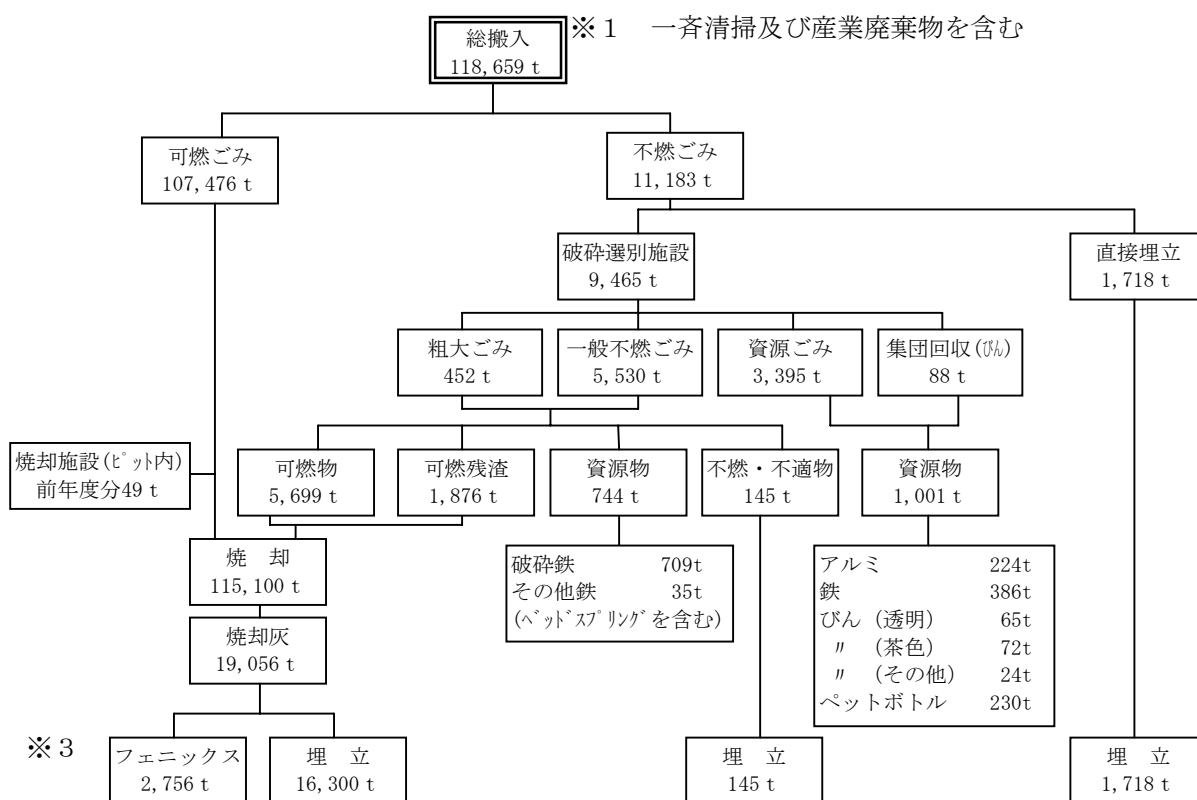 総搬入
118,659 t
※１　一斉清掃及び産業廃棄物を含む
可燃ごみ
107,476 t
不燃ごみ
11,183 t
破砕選別施設
9,465 t
直接埋立
1,718 t
粗大ごみ
452 t
一般不燃ごみ
5,530 t
資源ごみ
3,395 t
集団回収(びん)
88 t
焼却施設(ピット内)
前年度分49 t
可燃物
5,699 t
可燃残渣
1,876 t
資源物
744 t
不燃・不適物
145 t
資源物
1,001 t
焼　却
115,100 t
破砕鉄　709t
その他鉄　35t
(ベッドスプリングを含む)
アルミ　224t
鉄　386t
びん（透明）　65t
〃　（茶色）　72t
〃　（その他）　24t
ペットボトル　230t
焼却灰
19,056 t
※３
フェニックス
2,756 t
埋　立
16,300 t
埋　立
145 t
埋　立
1,718 t